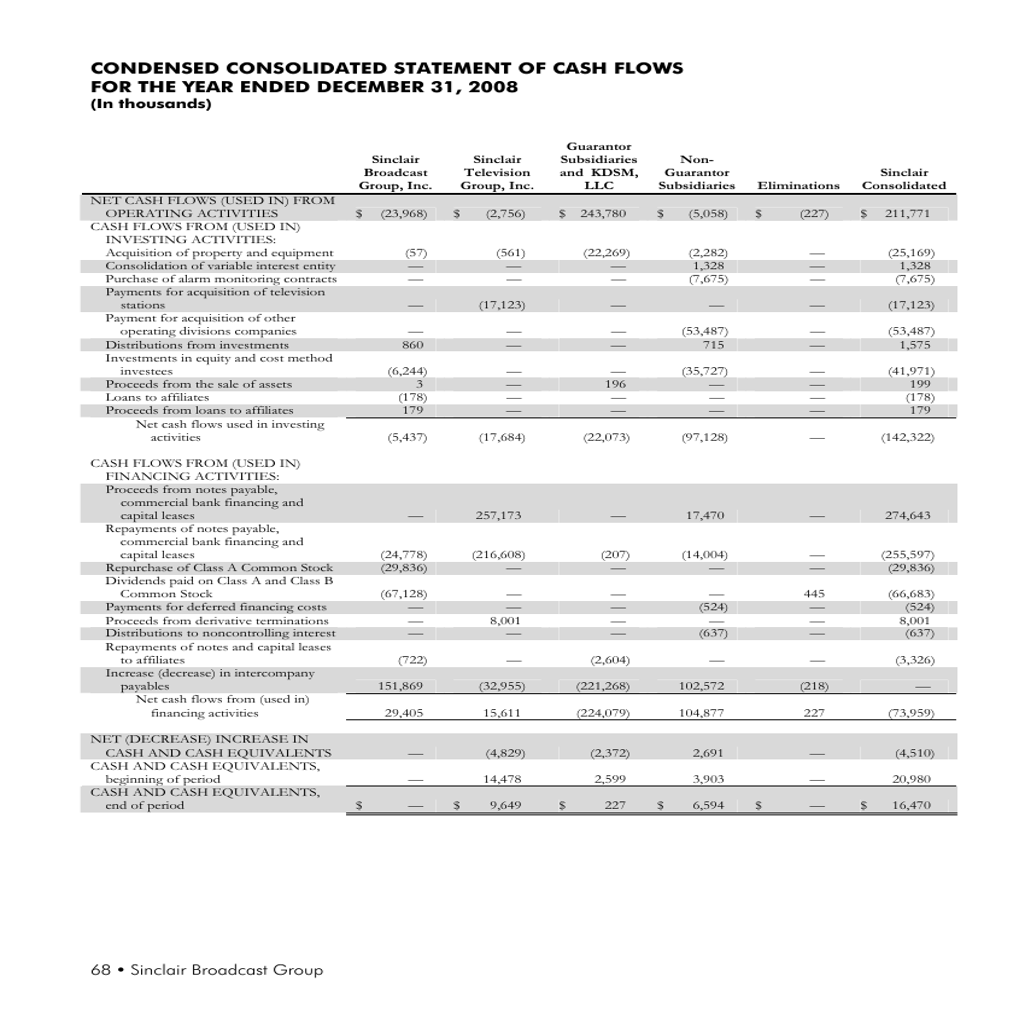 CONDENSED CONSOLIDATED STATEMENT OF CASH FLOWS
FOR THE YEAR ENDED DECEMBER 31, 2008
(In thousands)
Guarantor
Sinclair Sinclair Subsidiaries Non-
Broadcast Television and KDSM, Guarantor Sinclair
Group, Inc. Group, Inc. LLC Subsidiaries Eliminations Consolidated
NET CASH FLOWS (USED IN) FROM
OPERATING ACTIVITIES $ (23,968) $ (2,756) $ 243,780 $ (5,058) $ (227) $ 211,771
CASH FLOWS FROM (USED IN)
INVESTING ACTIVITIES:
Acquisition of property and equipment (57) (561) (22,269) (2,282) — (25,169)
Consolidation of variable interest entity — — — 1,328 — 1,328
Purchase of alarm monitoring contracts — — — (7,675) — (7,675)
Payments for acquisition of television
stations — (17,123) — — — (17,123)
Payment for acquisition of other
operating divisions companies — — — (53,487) — (53,487)
Distributions from investments 860 — — 715 — 1,575
Investments in equity and cost method
investees (6,244) — — (35,727) — (41,971)
Proceeds from the sale of assets 3 — 196 — — 199
Loans to affiliates (178) — — — — (178)
Proceeds from loans to affiliates 179 — — — — 179
Net cash flows used in investing
activities (5,437) (17,684) (22,073) (97,128) — (142,322)
CASH FLOWS FROM (USED IN)
FINANCING ACTIVITIES:
Proceeds from notes payable,
commercial bank financing and
capital leases — 257,173 — 17,470 — 274,643
Repayments of notes payable,
commercial bank financing and
capital leases (24,778) (216,608) (207) (14,004) — (255,597)
Repurchase of Class A Common Stock (29,836) — — — — (29,836)
Dividends paid on Class A and Class B
Common Stock (67,128) — — — 445 (66,683)
Payments for deferred financing costs — — — (524) — (524)
Proceeds from derivative terminations — 8,001 — — — 8,001
Distributions to noncontrolling interest — — — (637) — (637)
Repayments of notes and capital leases
to affiliates (722) — (2,604) — — (3,326)
Increase (decrease) in intercompany
payables 151,869 (32,955) (221,268) 102,572 (218) —
Net cash flows from (used in)
financing activities 29,405 15,611 (224,079) 104,877 227 (73,959)
NET (DECREASE) INCREASE IN
CASH AND CASH EQUIVALENTS — (4,829) (2,372) 2,691 — (4,510)
CASH AND CASH EQUIVALENTS,
beginning of period — 14,478 2,599 3,903 — 20,980
CASH AND CASH EQUIVALENTS,
end of period $ — $ 9,649 $ 227 $ 6,594 $ — $ 16,470
68 • Sinclair Broadcast Group